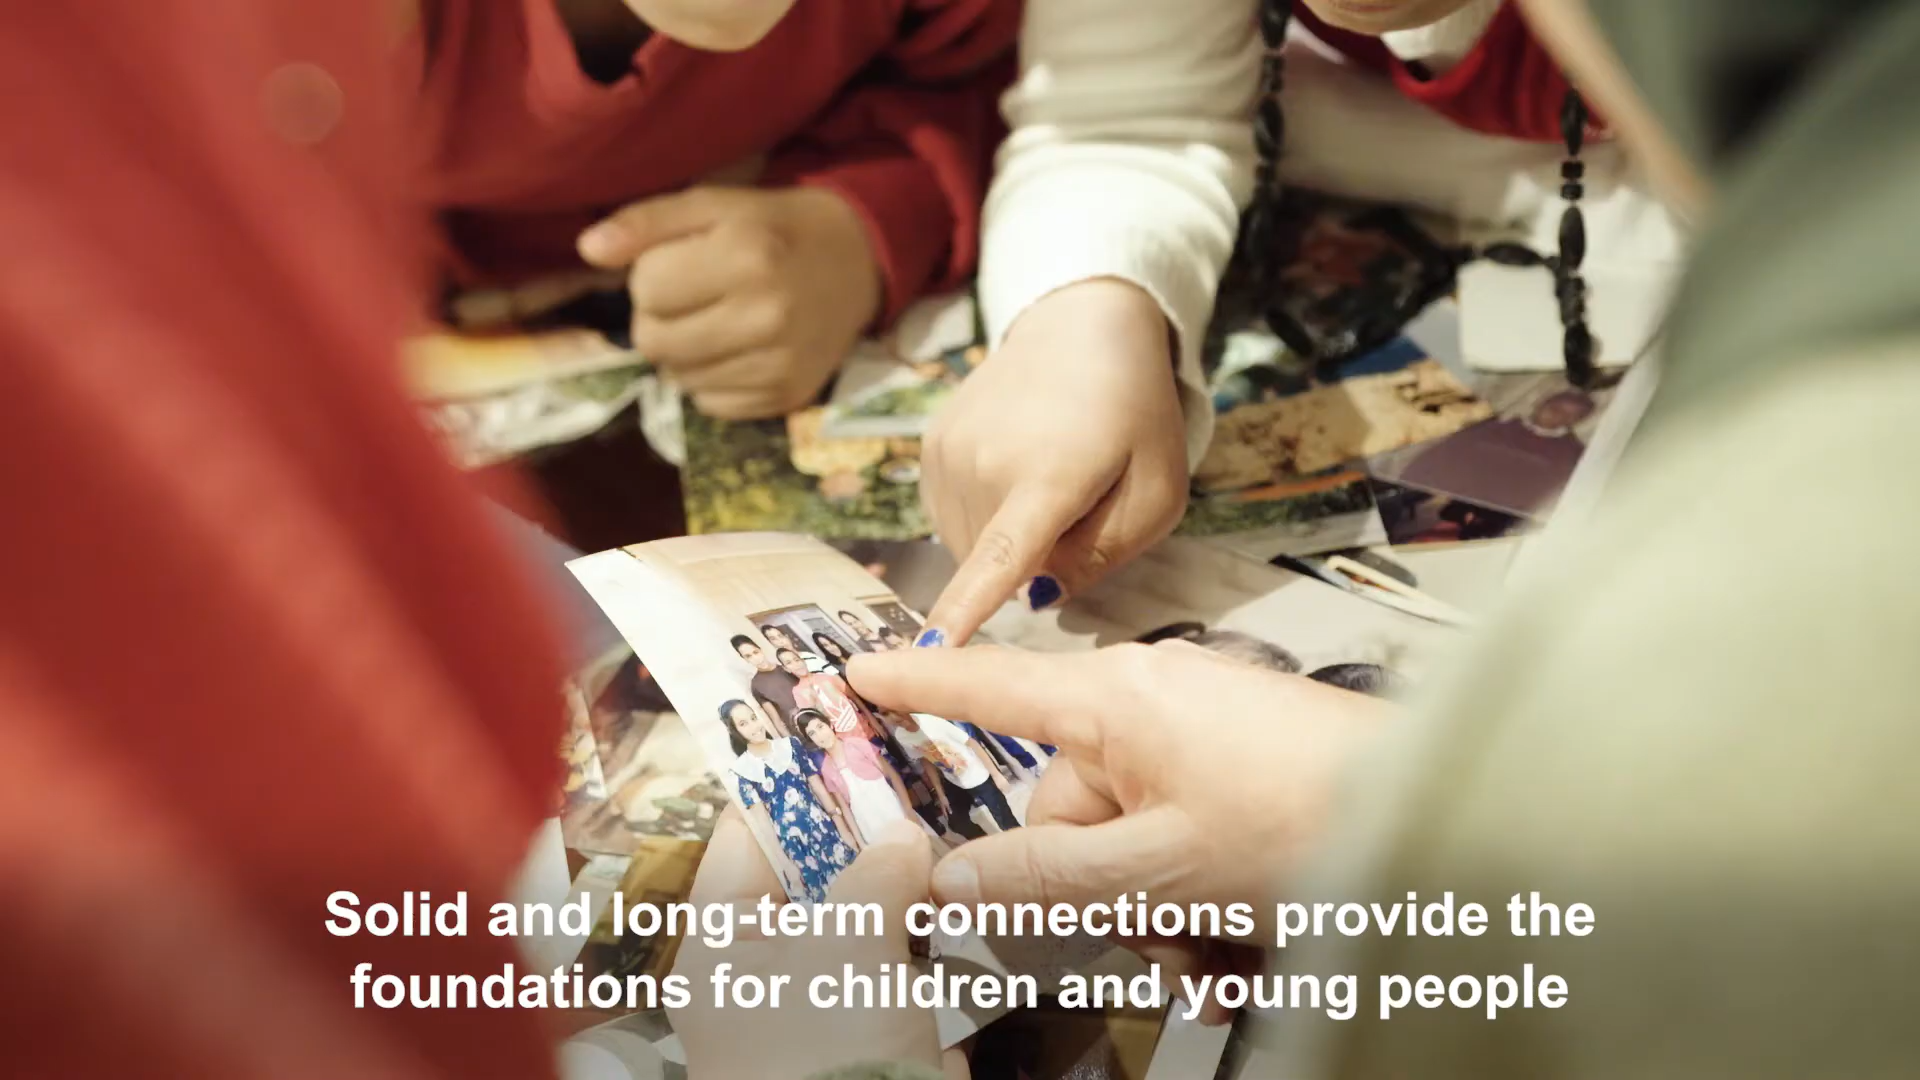 Solid and long-term connections provide the
foundations for children and young people